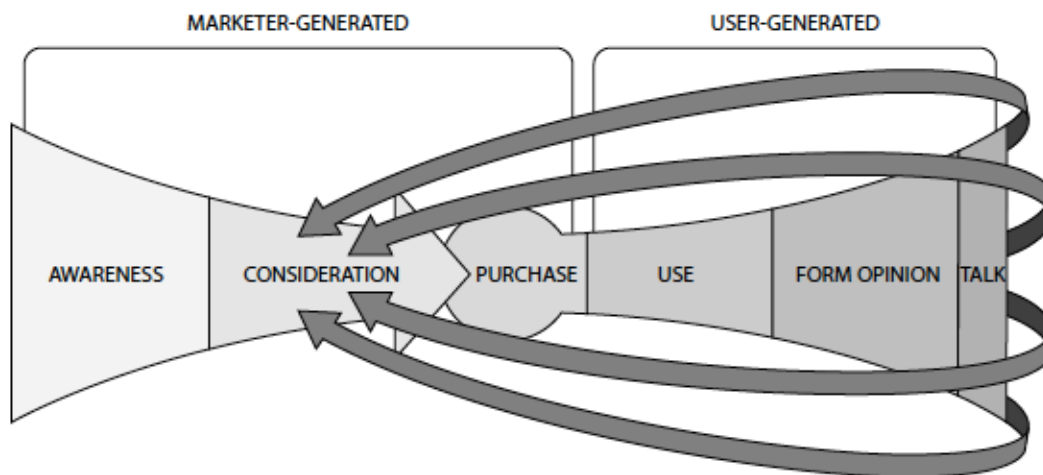 MARKETER-GENERATED
USER-GENERATED
AWARENESS
CONSIDERATION
PURCHASE
USE
FORM OPINION
TALK